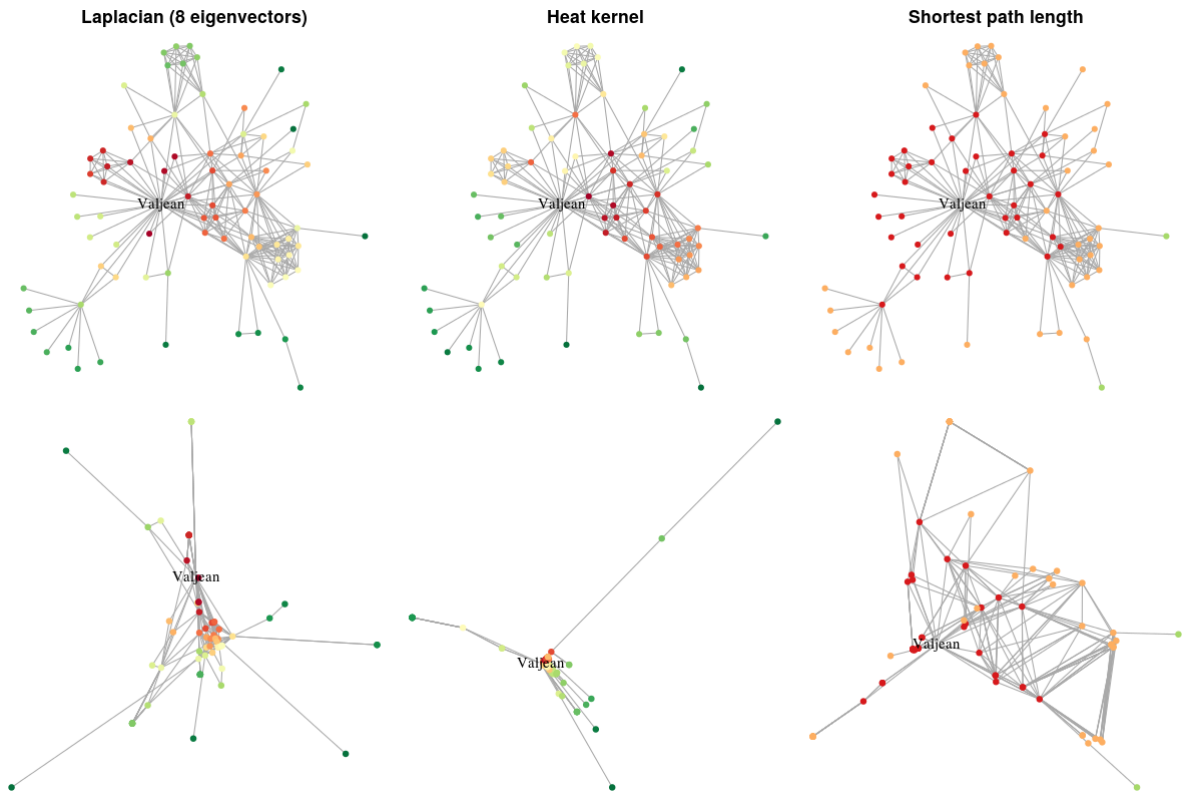 Laplacian (8 eigenvectors)
Heat kernel
Shortest path length
Valjean
Valjean
Valjean
Valjean
Valjean
Valjean